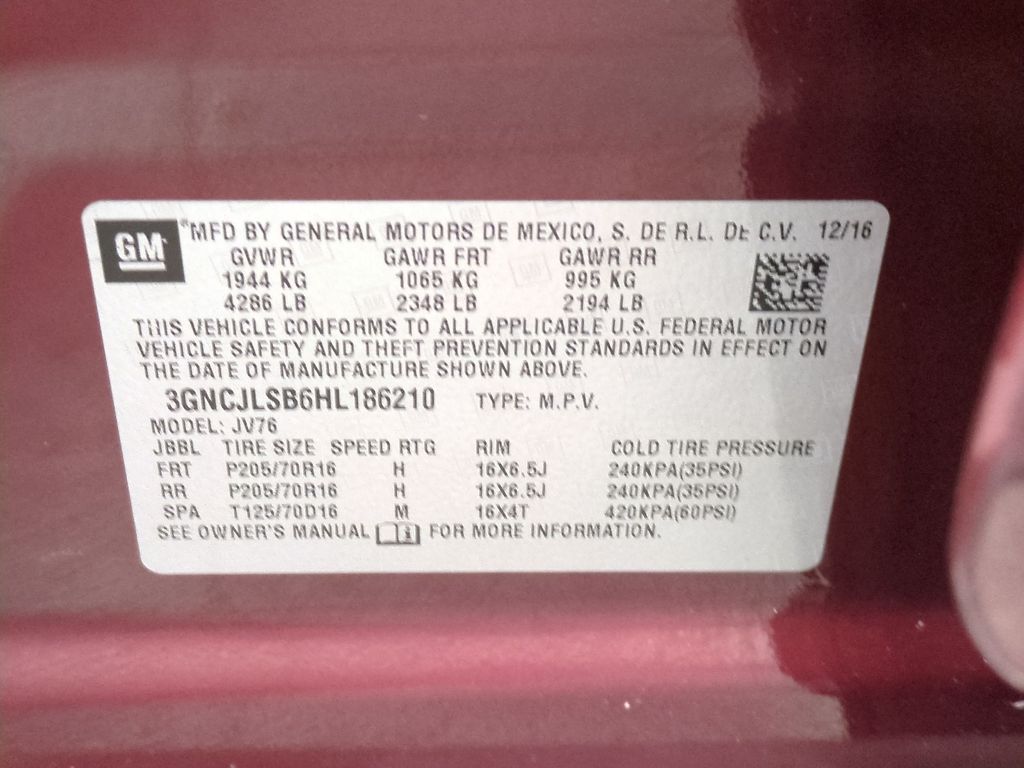 GM MFD BY GENERAL MOTORS DE MEXICO, S. DE R.L. DE C.V. 12/16
GVWR GAWR FRT GAWR RR
1944 KG 1065 KG 995 KG
4286 LB 2348 LB 2194 LB
THIS VEHICLE CONFORMS TO ALL APPLICABLE U.S. FEDERAL MOTOR
VEHICLE SAFETY AND THEFT PREVENTION STANDARDS IN EFFECT ON
THE DATE OF MANUFACTURE SHOWN ABOVE.
3GNCJLSB6HL186210 TYPE: M.P.V.
MODEL: JV76
JBBL TIRE SIZE SPEED RTG RIM COLD TIRE PRESSURE
FRT P205/70R16 H 16X6.5J 240KPA(35PSI)
RR P205/70R16 H 16X6.5J 240KPA(35PSI)
SPA T125/70D16 M 16X4T 420KPA(60PSI)
SEE OWNER'S MANUAL FOR MORE INFORMATION.